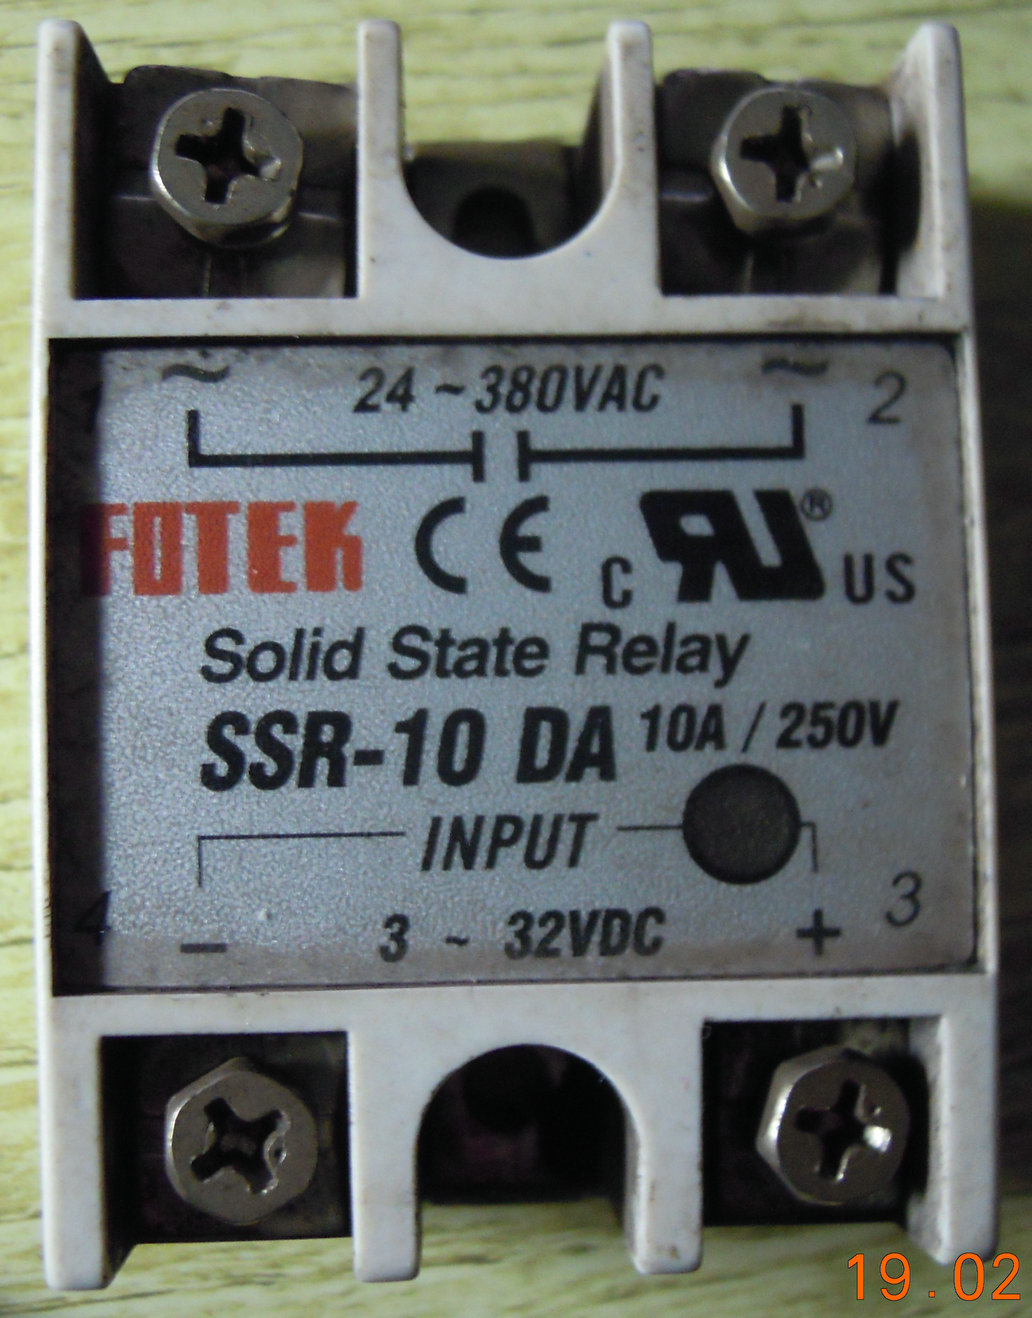 ~ 24 ~ 380VAC ~
2
FOTEK CE C UR ® US
Solid State Relay
SSR-10 DA 10A / 250V
INPUT
4 - 3 ~ 32VDC + 3
19.02